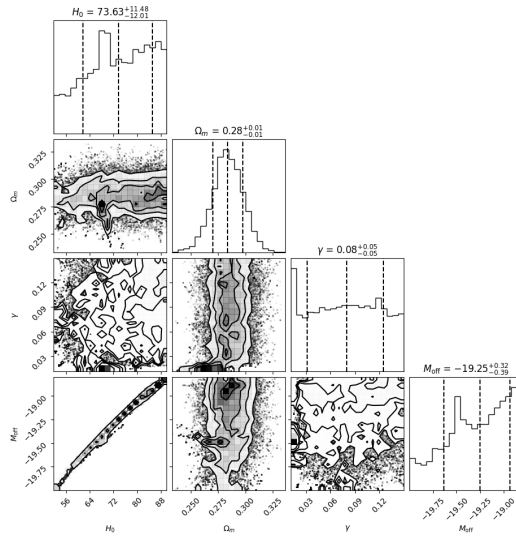 H₀ = 73.63⁺¹¹·⁴⁸₋₁₂.₀₁
Ωₘ = 0.28⁺⁰·⁰¹₋₀.₀₁
0.325
0.300
0.275
0.250
Ωₘ
γ = 0.08⁺⁰·⁰⁵₋₀.₀₅
0.12
0.09
0.06
0.03
γ
M_off = −19.25⁺⁰·³²₋₀.₃₉
−19.00
−19.25
−19.50
−19.75
M_off
56 64 72 80 88
0.250 0.275 0.300 0.325
0.03 0.06 0.09 0.12
−19.75 −19.50 −19.25 −19.00
H₀ Ωₘ γ M_off